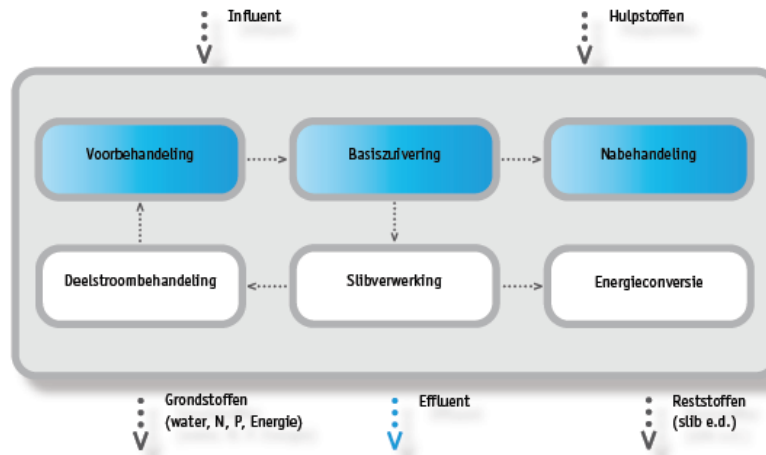 Influent
Hulpstoffen
Voorbehandeling
Basiszuivering
Nabehandeling
Deelstroombehandeling
Slibverwerking
Energieconversie
Grondstoffen
(water, N, P, Energie)
Effluent
Reststoffen
(slib e.d.)